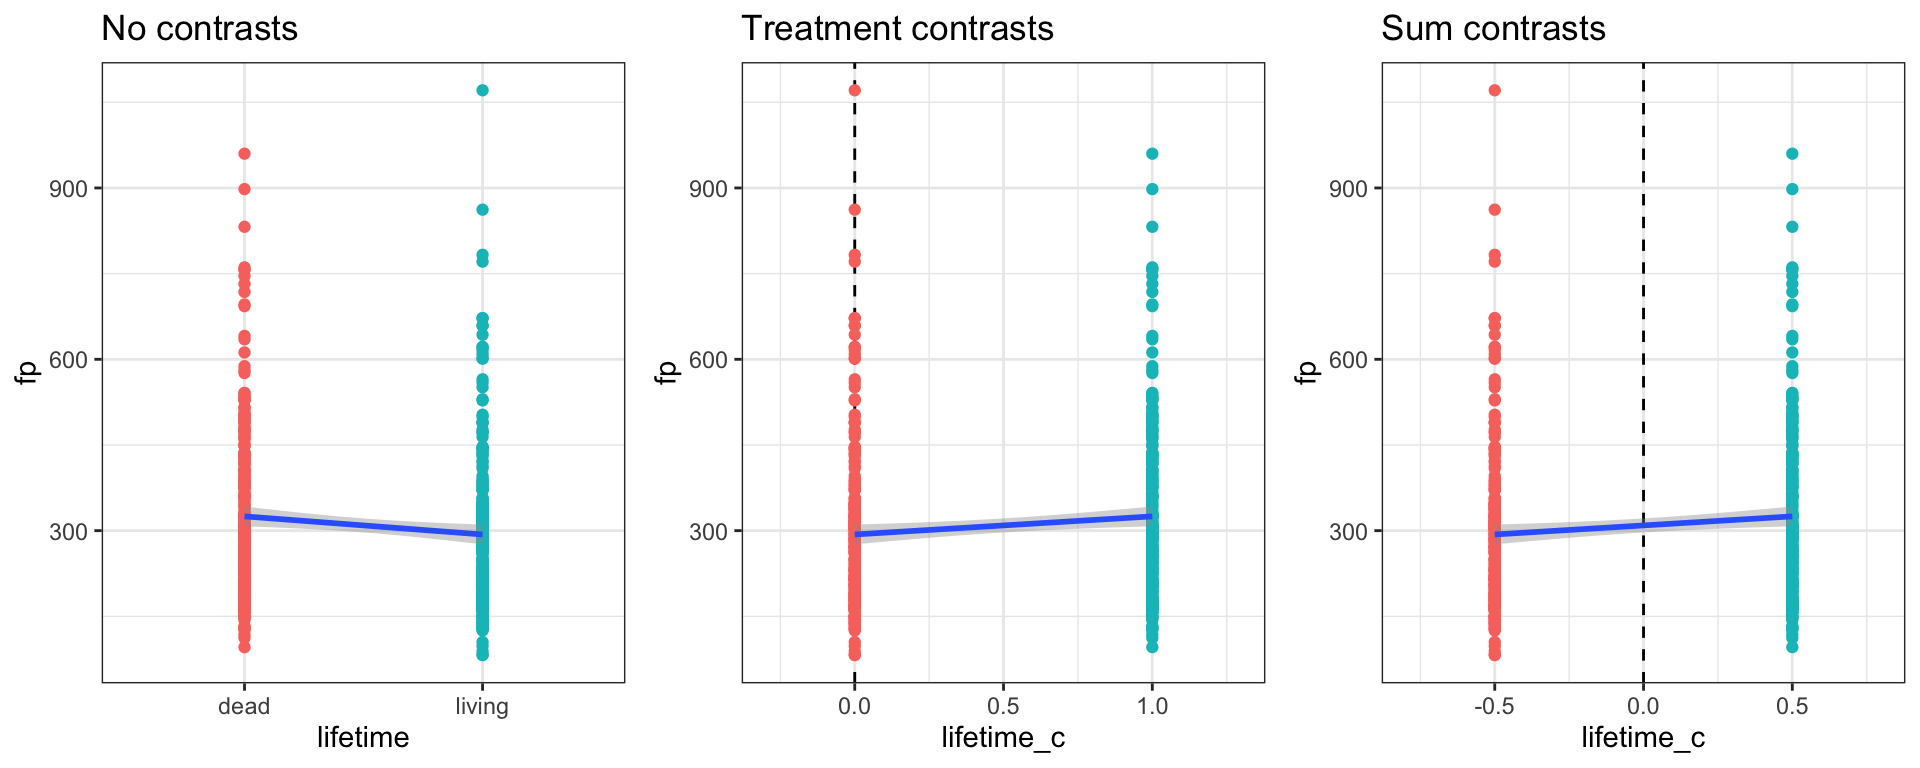 No contrasts
900
600
300
fp
dead living
lifetime
Treatment contrasts
900
600
300
fp
0.0 0.5 1.0
lifetime_c
Sum contrasts
900
600
300
fp
-0.5 0.0 0.5
lifetime_c